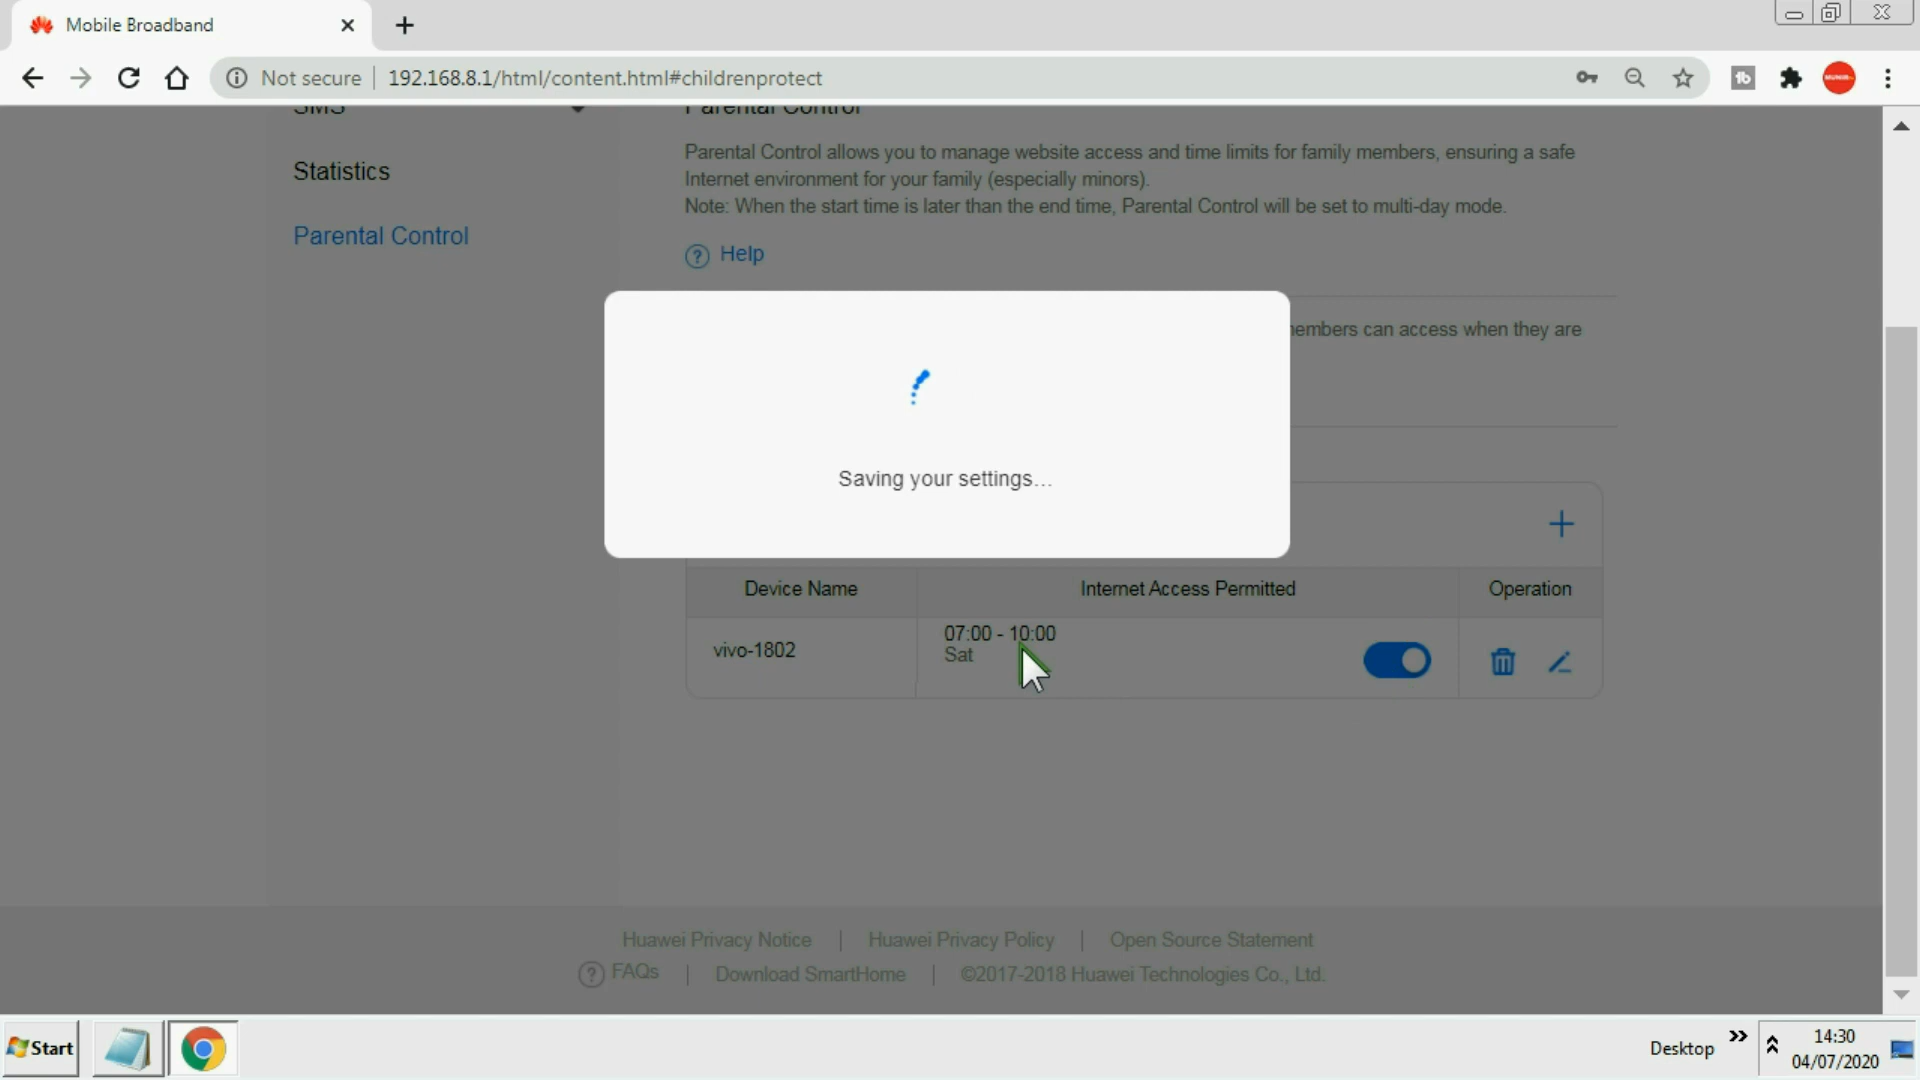 Mobile Broadband
Not secure
192.168.8.1/html/content.html#childrenprotect
SMS
Statistics
Parental Control
Parental Control
Parental Control allows you to manage website access and time limits for family members, ensuring a safe
Internet environment for your family (especially minors).
Note: When the start time is later than the end time, Parental Control will be set to multi-day mode.
? Help
members can access when they are
Saving your settings...
Device Name
Internet Access Permitted
Operation
vivo-1802
07:00 - 10:00
Sat
Huawei Privacy Notice | Huawei Privacy Policy | Open Source Statement
? FAQs | Download SmartHome | ©2017-2018 Huawei Technologies Co., Ltd.
Start
Desktop
14:30
04/07/2020